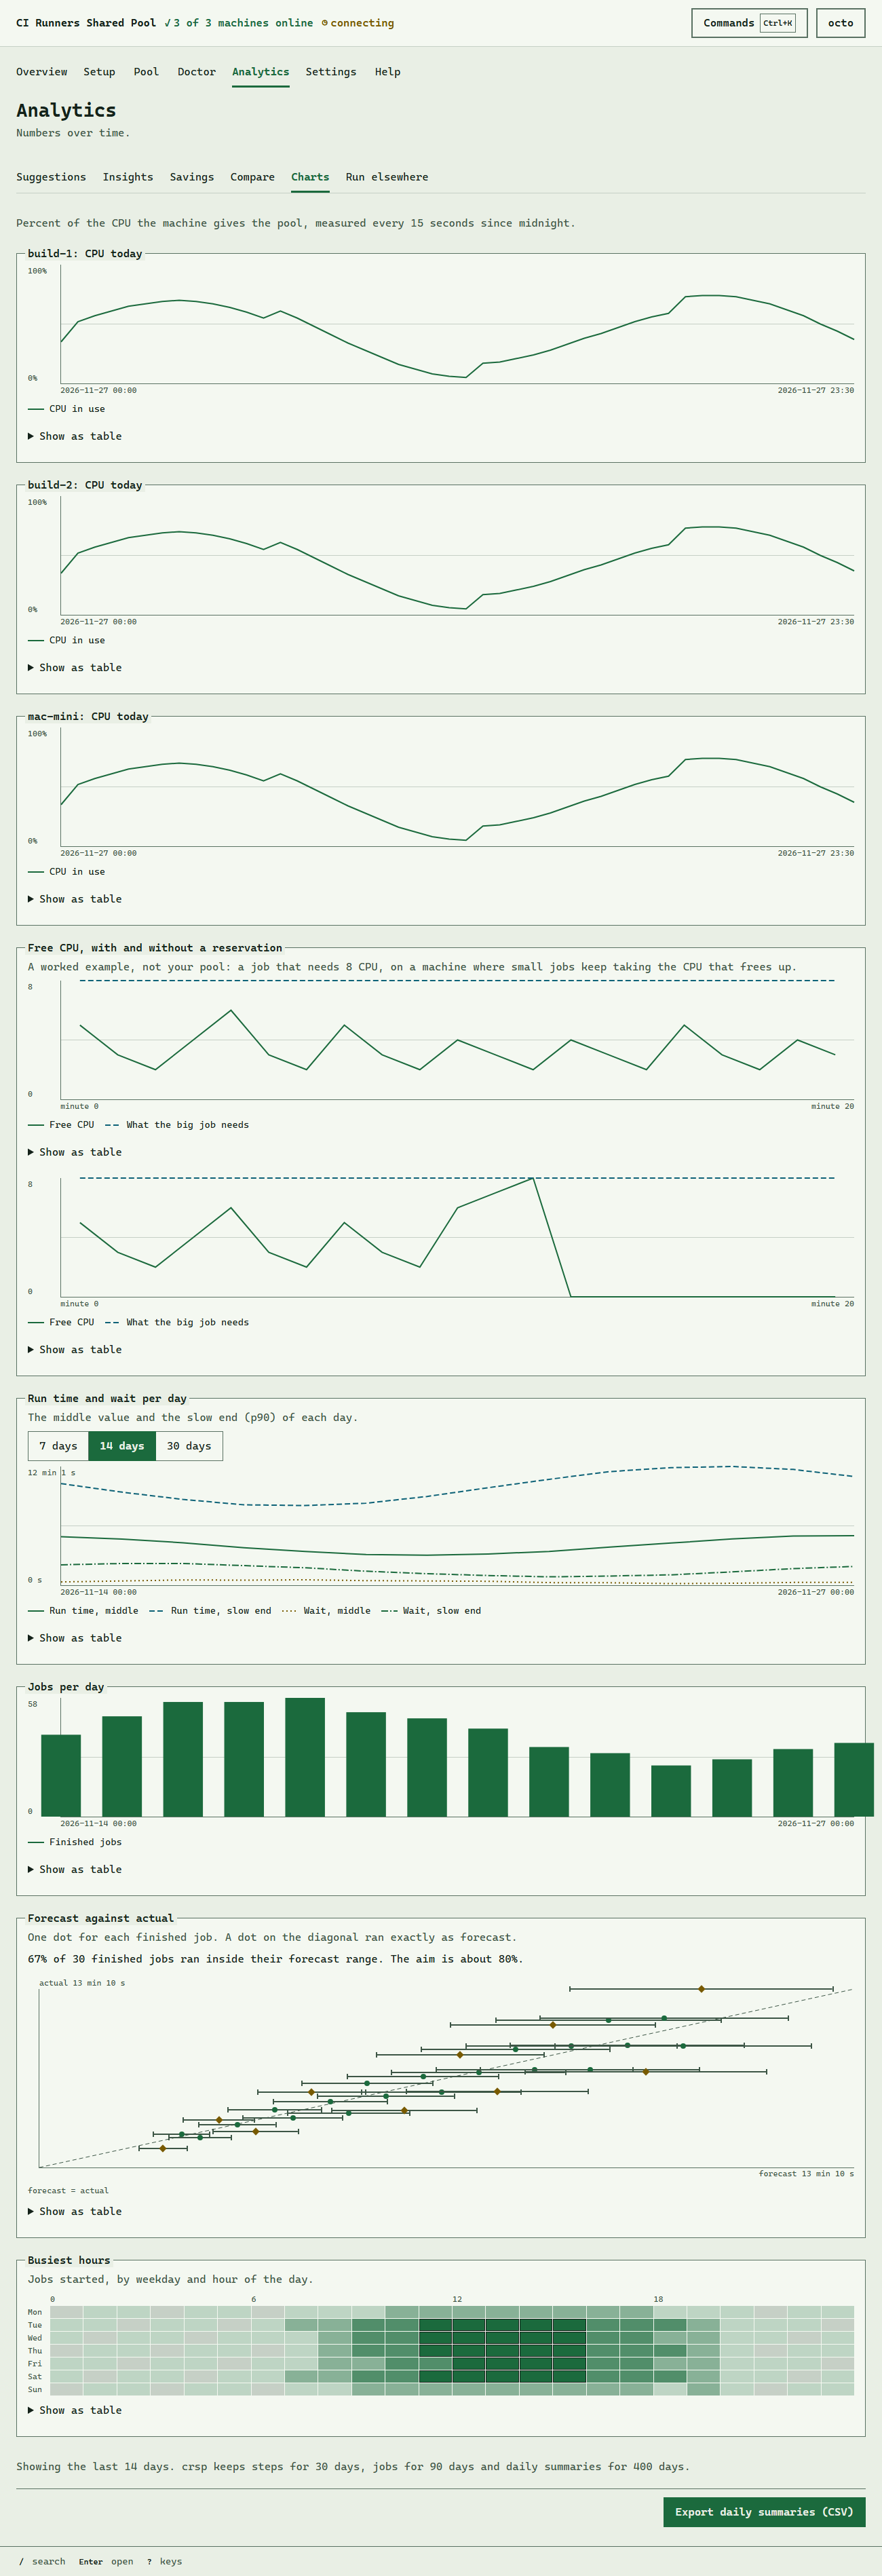 CI Runners Shared Pool ✓ 3 of 3 machines online connecting Commands Ctrl+K octo
Overview Setup Pool Doctor Analytics Settings Help
Analytics
Numbers over time.
Suggestions Insights Savings Compare Charts Run elsewhere
Percent of the CPU the machine gives the pool, measured every 15 seconds since midnight.
build-1: CPU today
100%
0%
2026-11-27 00:00 2026-11-27 23:30
CPU in use
▶ Show as table
build-2: CPU today
100%
0%
2026-11-27 00:00 2026-11-27 23:30
CPU in use
▶ Show as table
mac-mini: CPU today
100%
0%
2026-11-27 00:00 2026-11-27 23:30
CPU in use
▶ Show as table
Free CPU, with and without a reservation
A worked example, not your pool: a job that needs 8 CPU, on a machine where small jobs keep taking the CPU that frees up.
8
0
minute 0 minute 20
Free CPU What the big job needs
▶ Show as table
8
0
minute 0 minute 20
Free CPU What the big job needs
▶ Show as table
Run time and wait per day
The middle value and the slow end (p90) of each day.
7 days 14 days 30 days
12 min 1 s
0 s
2026-11-14 00:00 2026-11-27 00:00
Run time, middle Run time, slow end Wait, middle Wait, slow end
▶ Show as table
Jobs per day
58
0
2026-11-14 00:00 2026-11-27 00:00
Finished jobs
▶ Show as table
Forecast against actual
One dot for each finished job. A dot on the diagonal ran exactly as forecast.
67% of 30 finished jobs ran inside their forecast range. The aim is about 80%.
actual 13 min 10 s
forecast 13 min 10 s
forecast = actual
▶ Show as table
Busiest hours
Jobs started, by weekday and hour of the day.
0 6 12 18
Mon
Tue
Wed
Thu
Fri
Sat
Sun
▶ Show as table
Showing the last 14 days. crsp keeps steps for 30 days, jobs for 90 days and daily summaries for 400 days.
Export daily summaries (CSV)
/ search Enter open ? keys